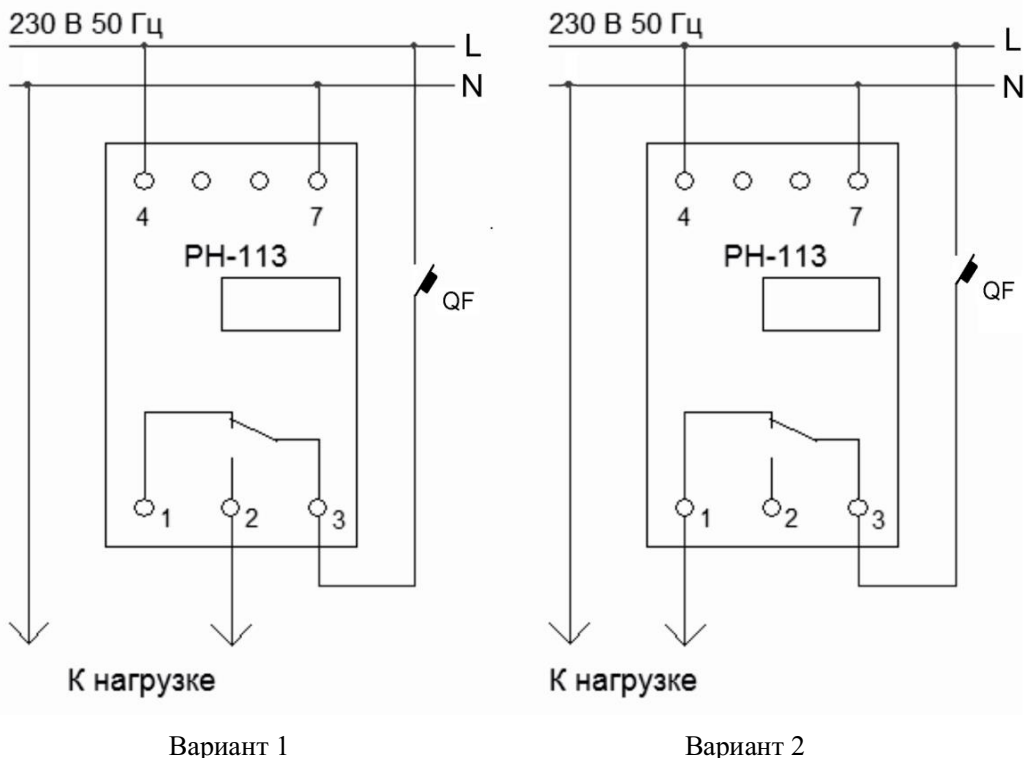 230 В 50 Гц
L
N
4 7
РН-113
QF
1 2 3
К нагрузке
Вариант 1
230 В 50 Гц
L
N
4 7
РН-113
QF
1 2 3
К нагрузке
Вариант 2